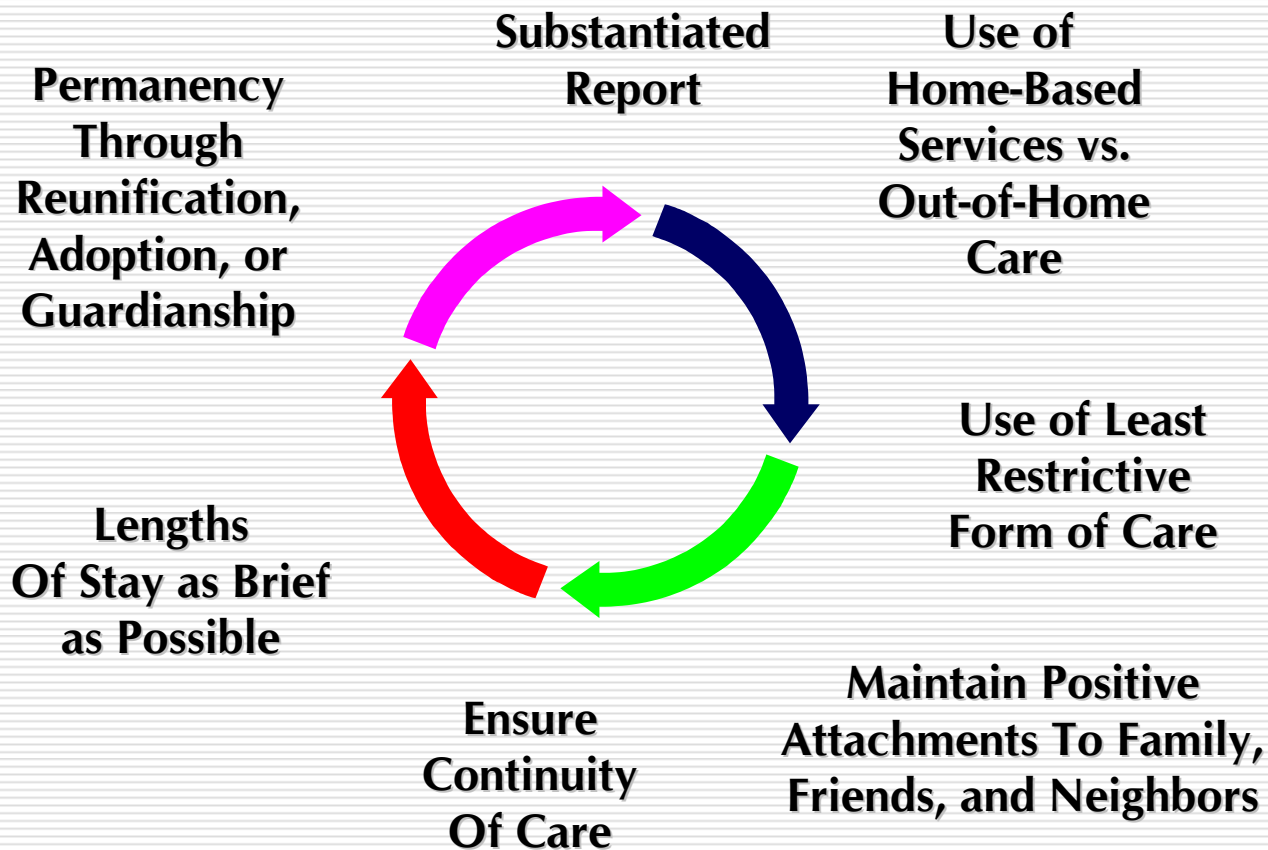 Substantiated
Report
Use of
Home-Based
Services vs.
Out-of-Home
Care
Use of Least
Restrictive
Form of Care
Maintain Positive
Attachments To Family,
Friends, and Neighbors
Ensure
Continuity
Of Care
Lengths
Of Stay as Brief
as Possible
Permanency
Through
Reunification,
Adoption, or
Guardianship